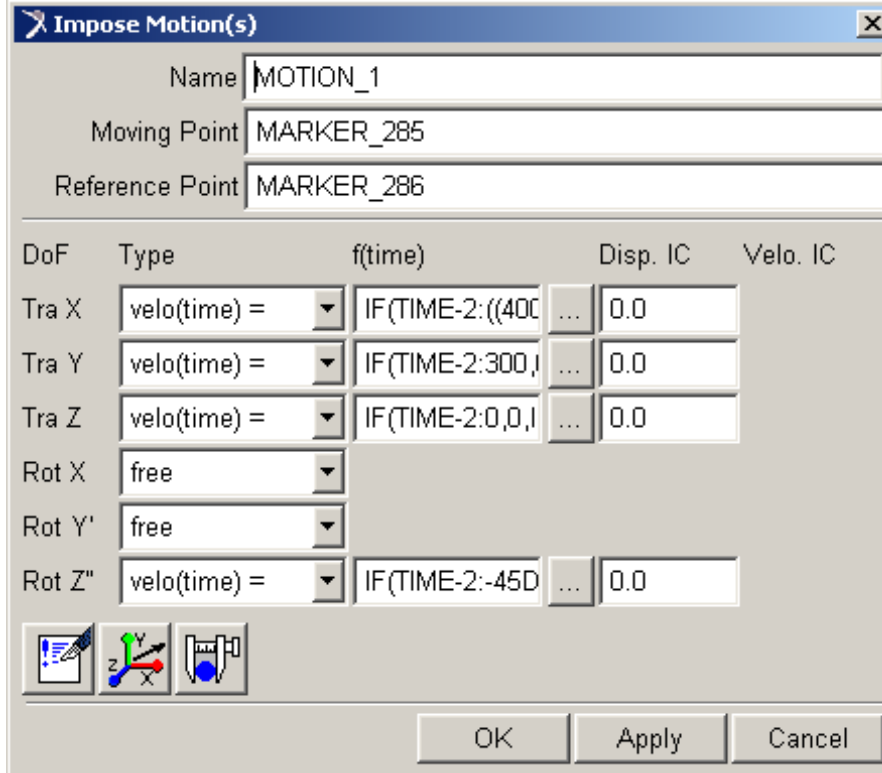 Impose Motion(s)
Name MOTION_1
Moving Point MARKER_285
Reference Point MARKER_286
DoF Type f(time) Disp. IC Velo. IC
Tra X velo(time) = IF(TIME-2:((400 ... 0.0
Tra Y velo(time) = IF(TIME-2:300, ... 0.0
Tra Z velo(time) = IF(TIME-2:0,0,I ... 0.0
Rot X free
Rot Y' free
Rot Z" velo(time) = IF(TIME-2:-45D ... 0.0
Z Y X
OK Apply Cancel